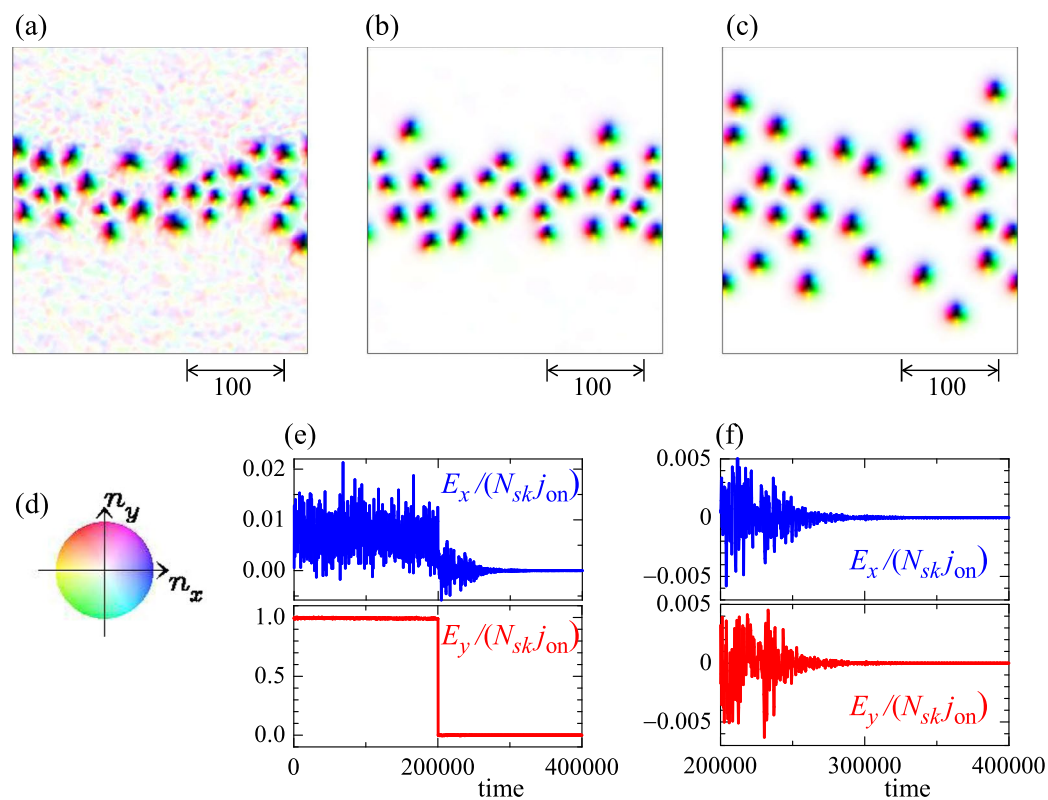 (a)
(b)
(c)
100
100
100
(d)
n_y
n_x
(e)
0.02
0.01
0.00
E_x/(N_sk j_on)
1.0
0.5
0.0
E_y/(N_sk j_on)
0
200000
400000
time
(f)
0.005
0
−0.005
E_x/(N_sk j_on)
0.005
0
−0.005
E_y/(N_sk j_on)
200000
300000
400000
time